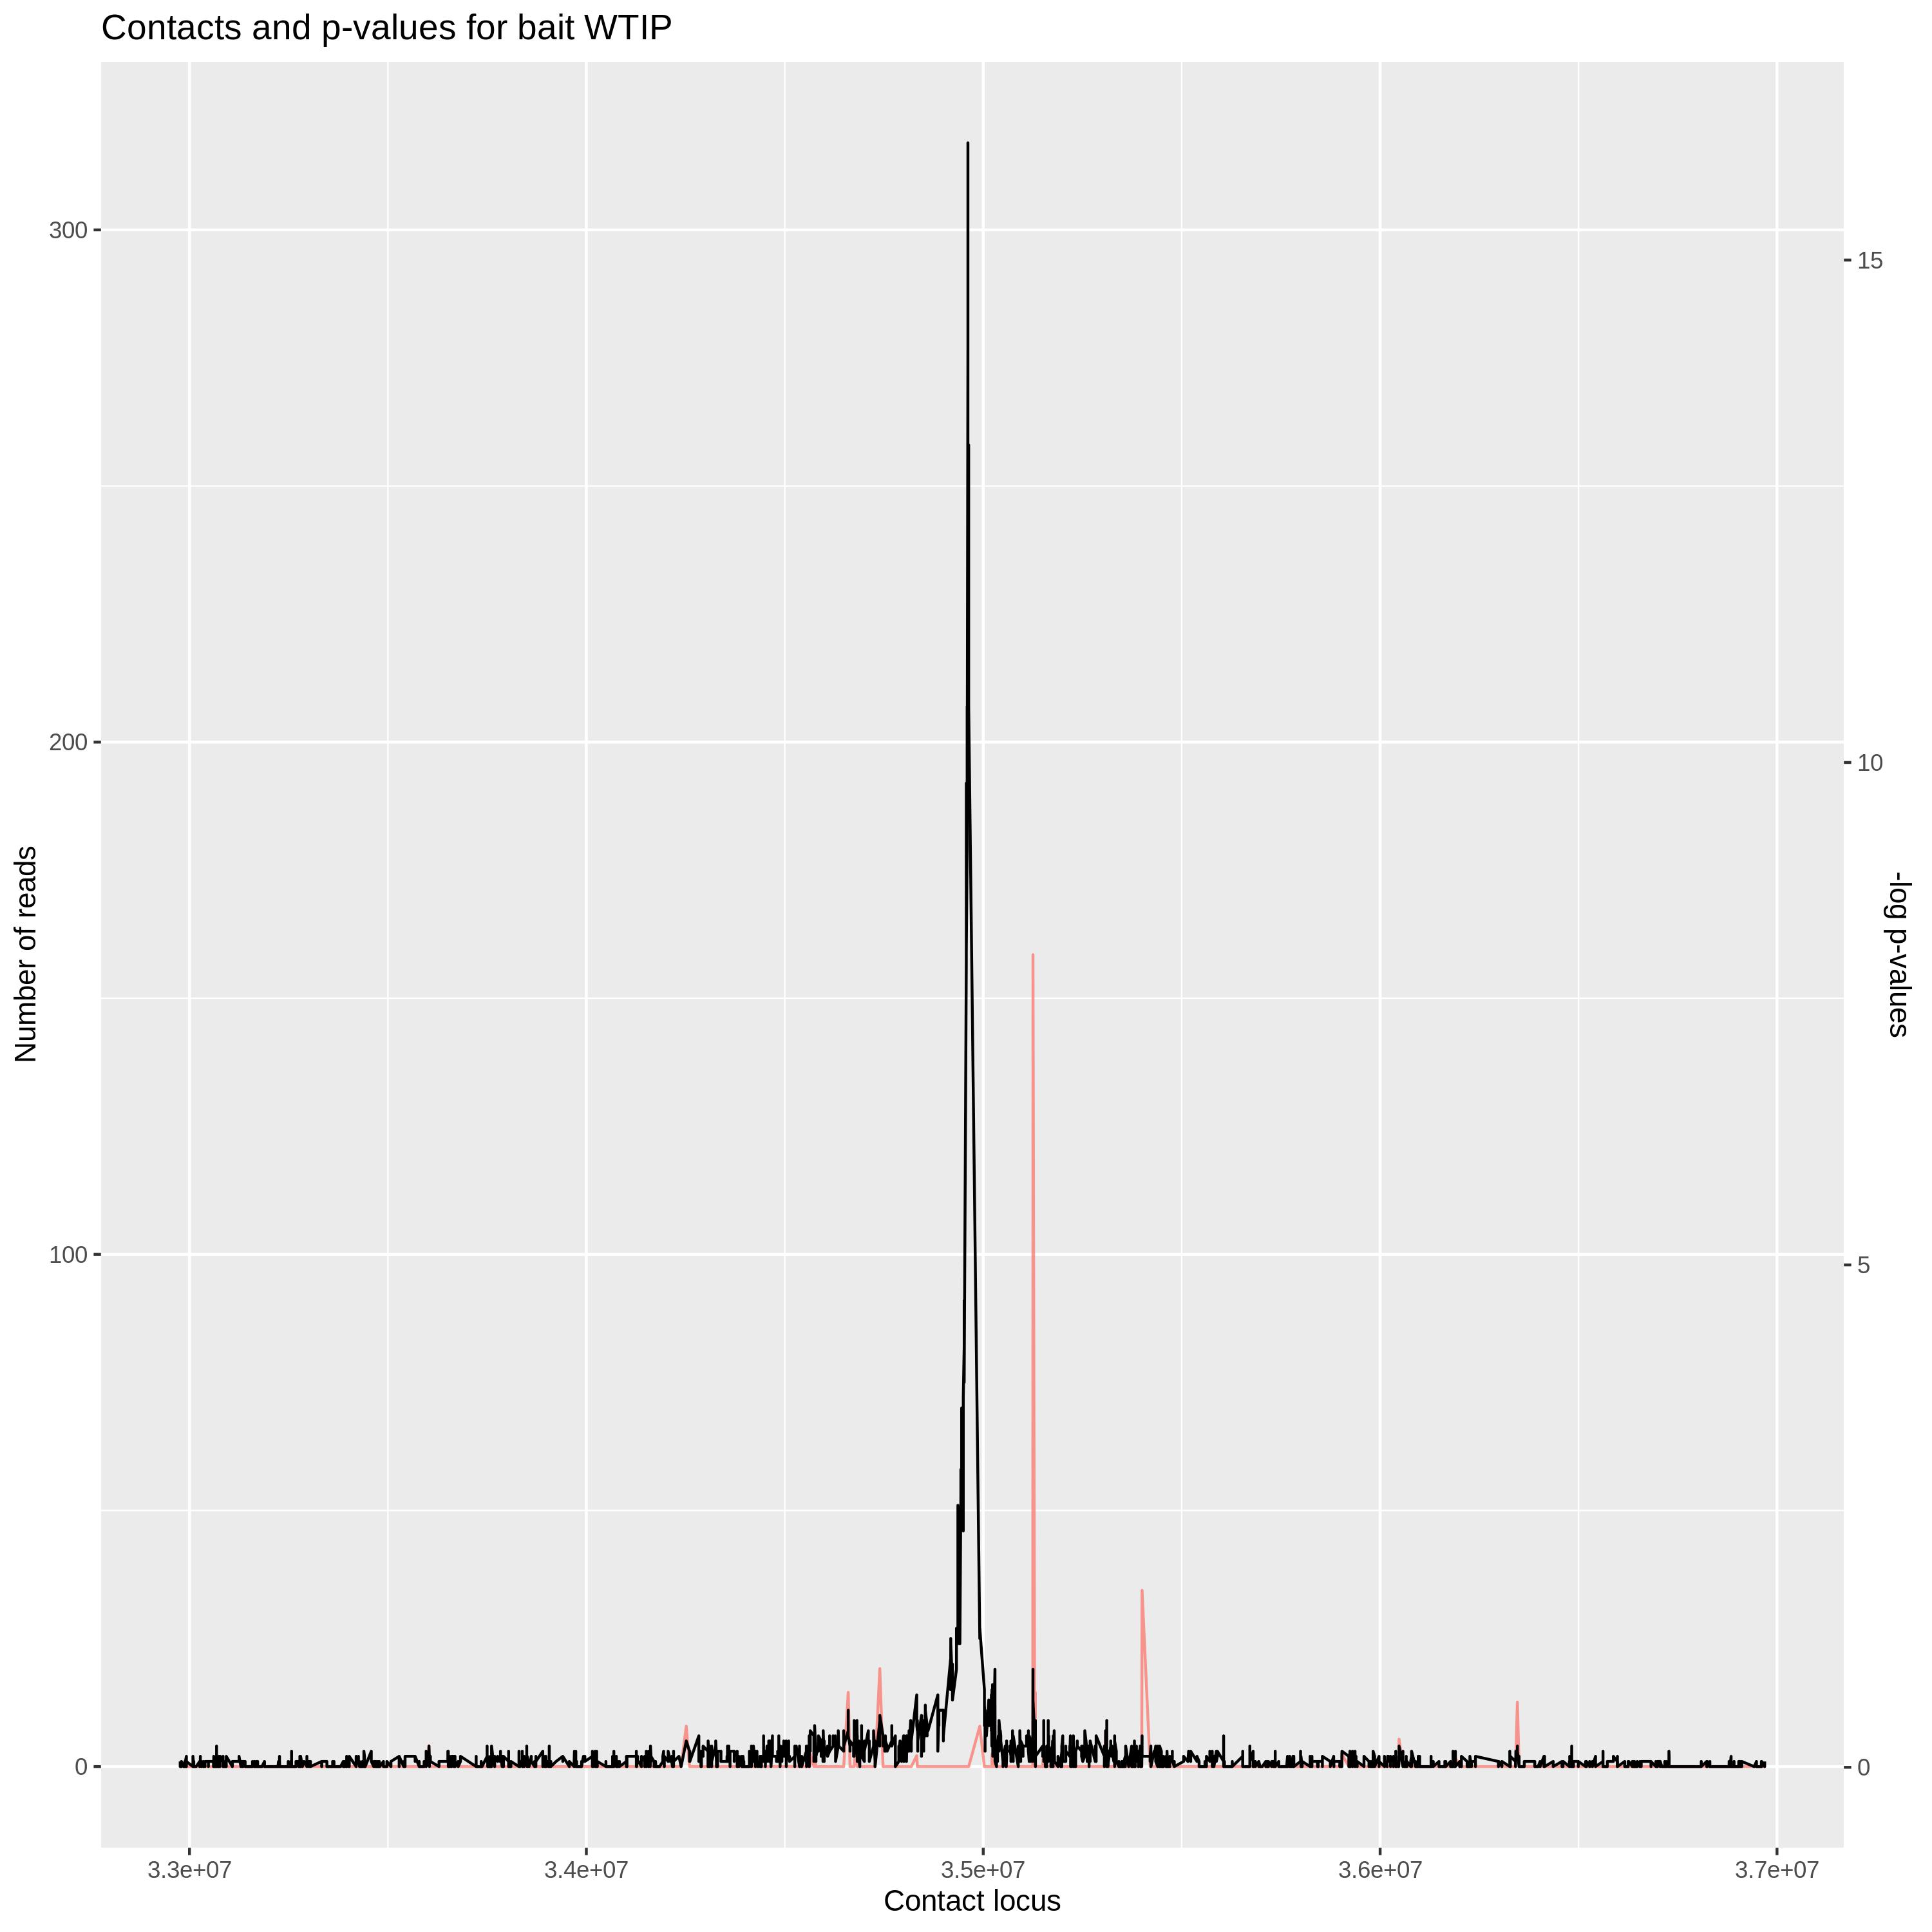 Contacts and p-values for bait WTIP
300
200
100
0
Number of reads
15
10
5
0
-log p-values
3.3e+07
3.4e+07
3.5e+07
3.6e+07
3.7e+07
Contact locus